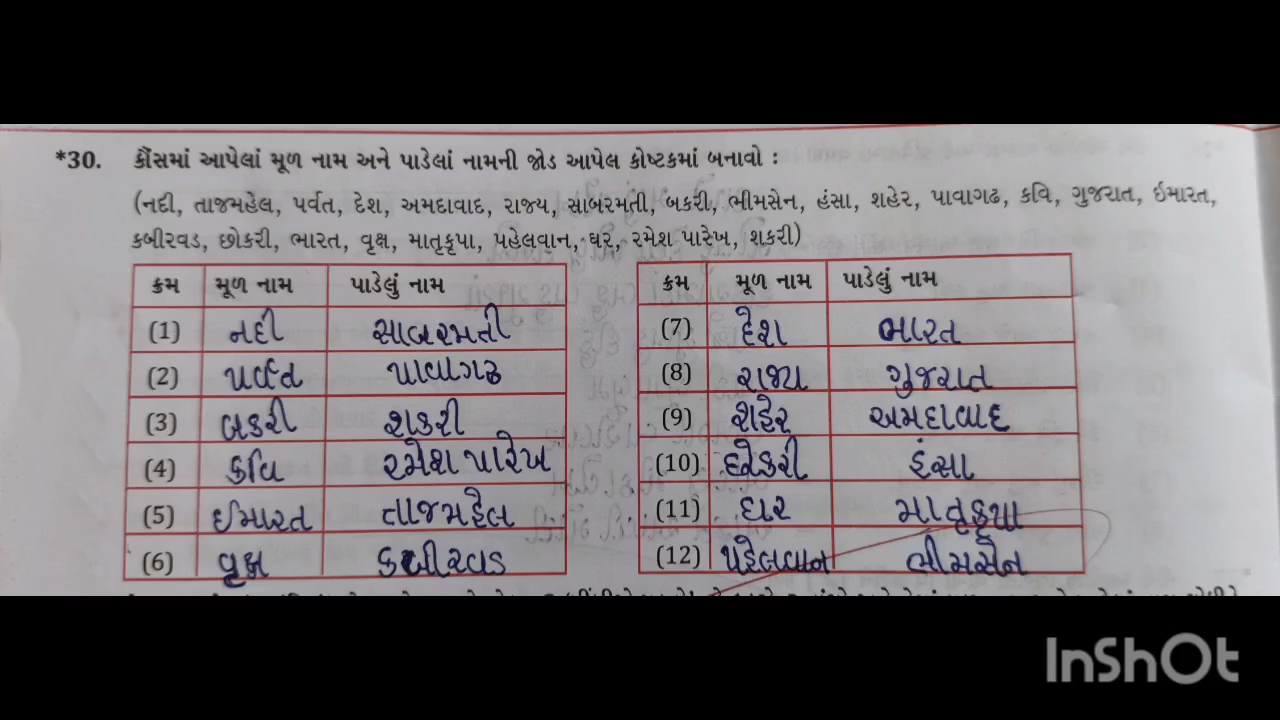 *30. કૌંસમાં આપેલાં મૂળ નામ અને પાડેલાં નામની જોડ આપેલ કોષ્ટકમાં બનાવો :
(નદી, તાજમહેલ, પર્વત, દેશ, અમદાવાદ, રાજ્ય, સાબરમતી, બકરી, ભીમસેન, હંસા, શહેર, પાવાગઢ, કવિ, ગુજરાત, ઈમારત,
કબીરવડ, છોકરી, ભારત, વૃક્ષ, માતૃકૃપા, પહેલવાન, ઘર, રમેશ પારેખ, શકરી)
ક્રમ મૂળ નામ પાડેલું નામ
(1) નદી સાબરમતી
(2) પર્વત પાવાગઢ
(3) બકરી શકરી
(4) કવિ રમેશ પારેખ
(5) ઈમારત તાજમહેલ
(6) વૃક્ષ કબીરવડ
ક્રમ મૂળ નામ પાડેલું નામ
(7) દેશ ભારત
(8) રાજ્ય ગુજરાત
(9) શહેર અમદાવાદ
(10) છોકરી હંસા
(11) ઘર માતૃકૃપા
(12) પહેલવાન ભીમસેન
InShOt